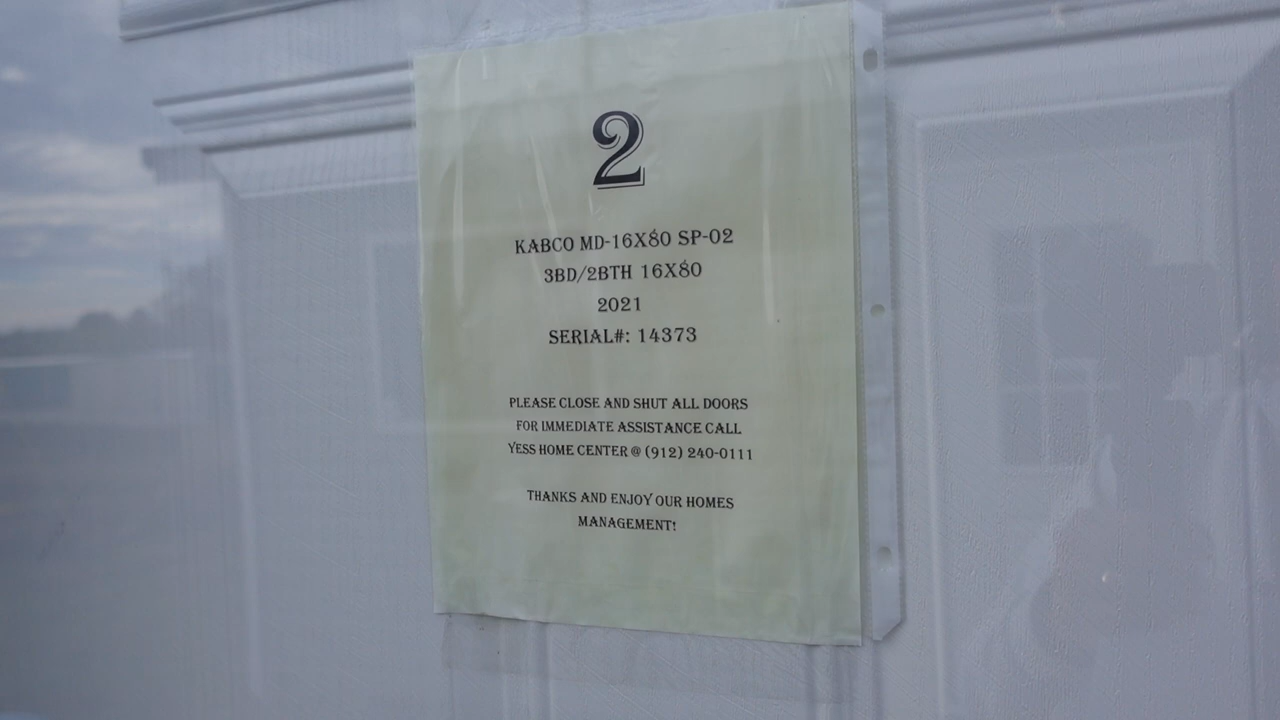 2
KABCO MD-16X80 SP-02
3BD/2BTH 16X80
2021
SERIAL#: 14373
PLEASE CLOSE AND SHUT ALL DOORS
FOR IMMEDIATE ASSISTANCE CALL
YESS HOME CENTER @ (912) 240-0111
THANKS AND ENJOY OUR HOMES
MANAGEMENT!